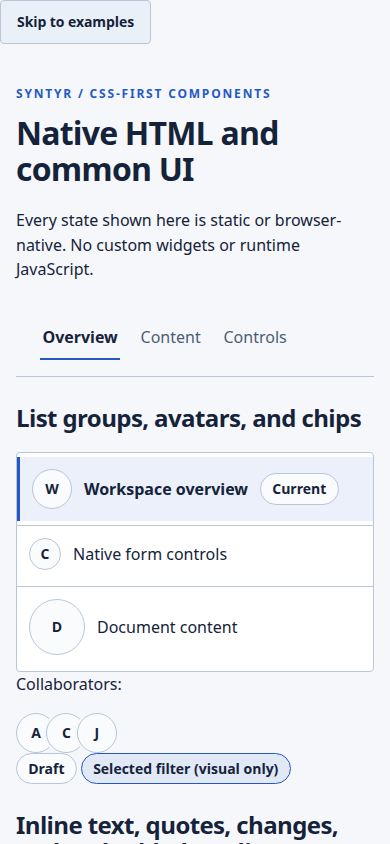 Skip to examples
SYNTYR / CSS-FIRST COMPONENTS
Native HTML and
common UI
Every state shown here is static or browser-
native. No custom widgets or runtime
JavaScript.
Overview Content Controls
List groups, avatars, and chips
W Workspace overview Current
C Native form controls
D Document content
Collaborators:
A C J
Draft Selected filter (visual only)
Inline text, quotes, changes,